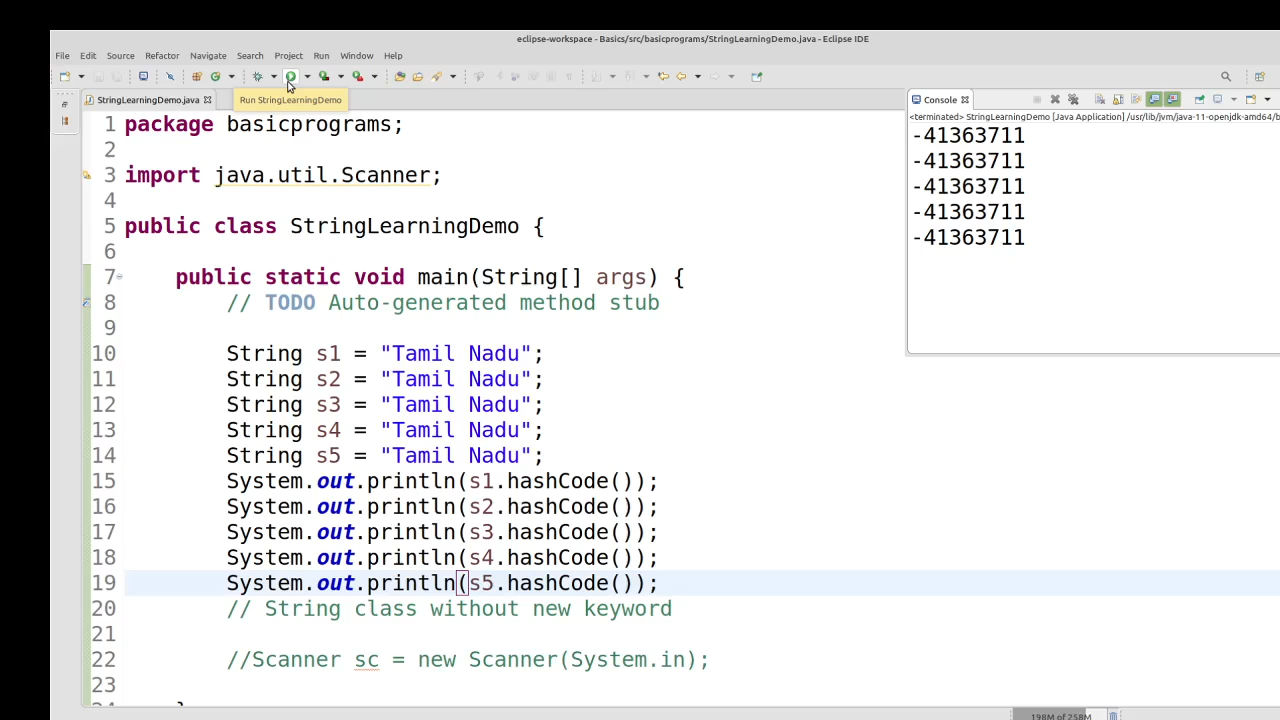 eclipse-workspace - Basics/src/basicprograms/StringLearningDemo.java - Eclipse IDE
File Edit Source Refactor Navigate Search Project Run Window Help
StringLearningDemo.java
Run StringLearningDemo
1 package basicprograms;
2
3 import java.util.Scanner;
4
5 public class StringLearningDemo {
6
7 public static void main(String[] args) {
8 // TODO Auto-generated method stub
9
10 String s1 = "Tamil Nadu";
11 String s2 = "Tamil Nadu";
12 String s3 = "Tamil Nadu";
13 String s4 = "Tamil Nadu";
14 String s5 = "Tamil Nadu";
15 System.out.println(s1.hashCode());
16 System.out.println(s2.hashCode());
17 System.out.println(s3.hashCode());
18 System.out.println(s4.hashCode());
19 System.out.println(s5.hashCode());
20 // String class without new keyword
21
22 //Scanner sc = new Scanner(System.in);
23
Console
<terminated> StringLearningDemo [Java Application] /usr/lib/jvm/java-11-openjdk-amd64/b
-41363711
-41363711
-41363711
-41363711
-41363711
198M of 258M